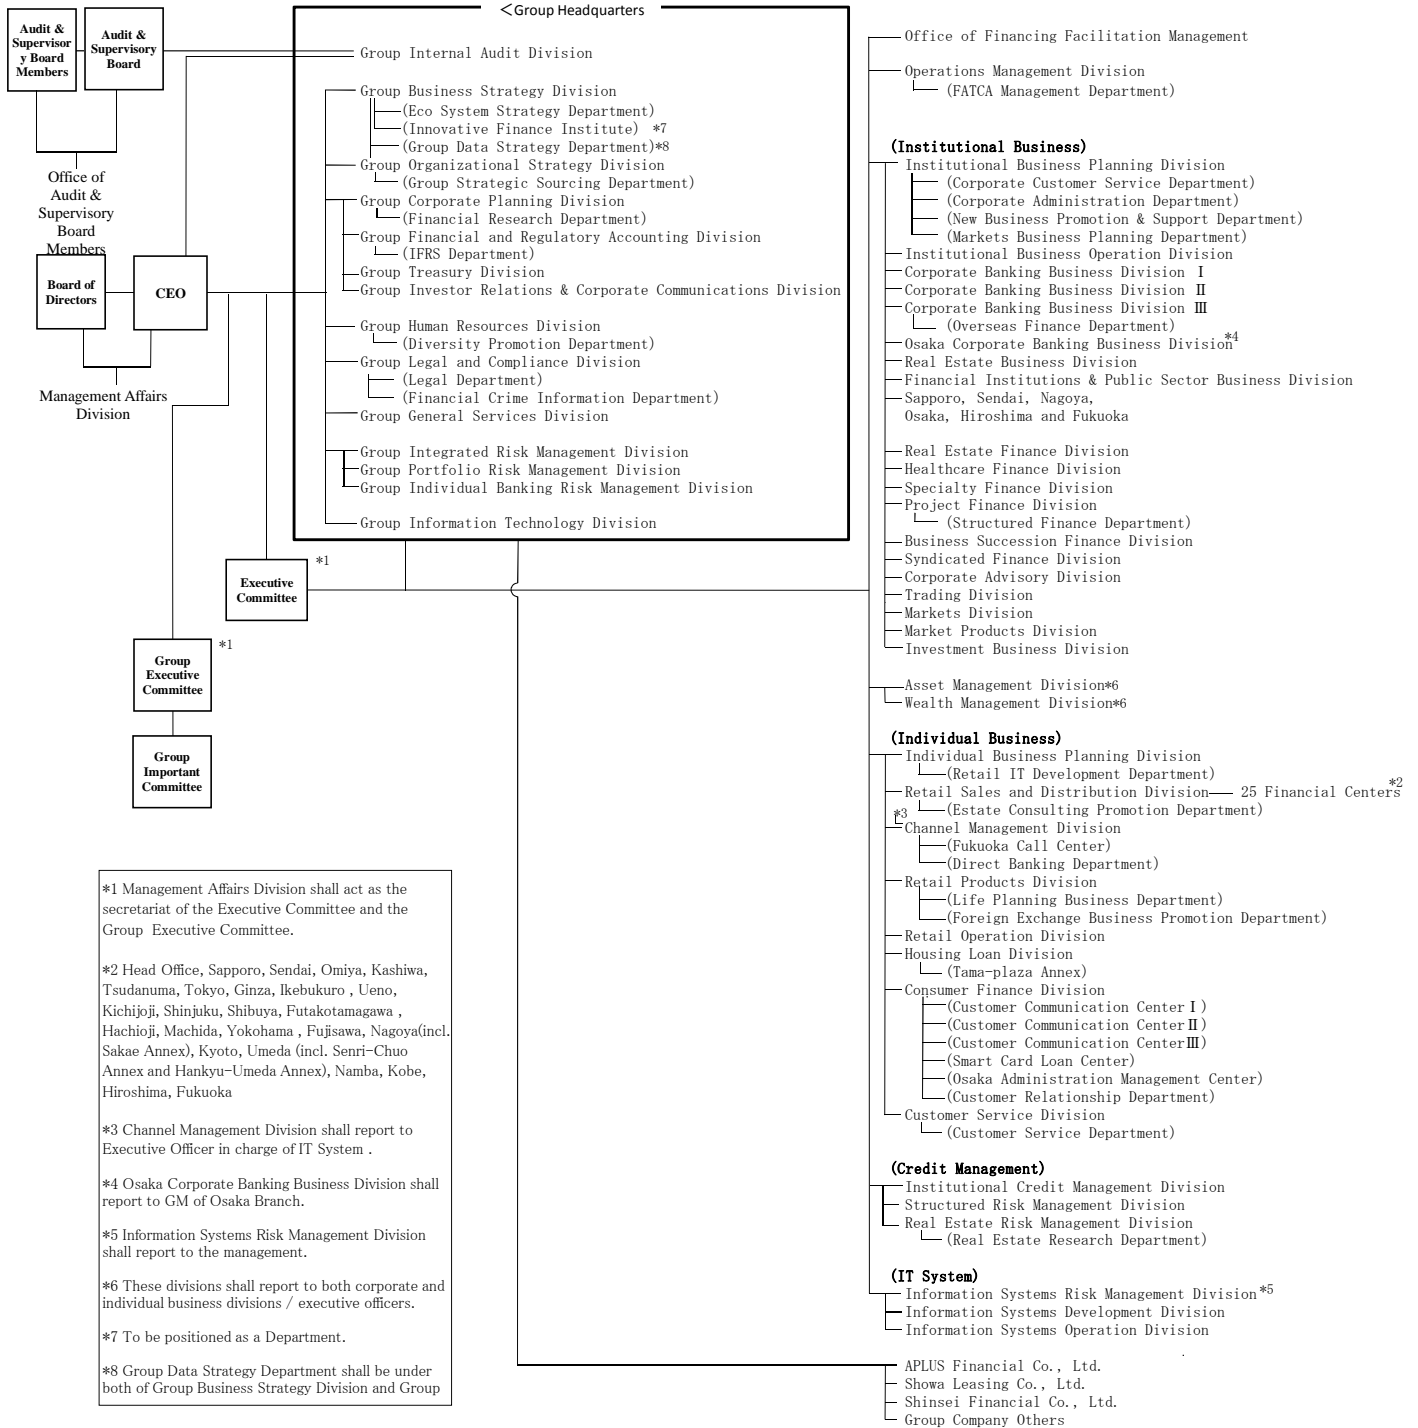 Audit &
Supervisor
y Board
Members
Audit &
Supervisory
Board
Office of
Audit &
Supervisory
Board
Members
Board of
Directors
CEO
Management Affairs
Division
Executive
Committee
*1
Group
Executive
Committee
*1
Group
Important
Committee
<Group Headquarters
Group Internal Audit Division
Group Business Strategy Division
(Eco System Strategy Department)
(Innovative Finance Institute) *7
(Group Data Strategy Department)*8
Group Organizational Strategy Division
(Group Strategic Sourcing Department)
Group Corporate Planning Division
(Financial Research Department)
Group Financial and Regulatory Accounting Division
(IFRS Department)
Group Treasury Division
Group Investor Relations & Corporate Communications Division
Group Human Resources Division
(Diversity Promotion Department)
Group Legal and Compliance Division
(Legal Department)
(Financial Crime Information Department)
Group General Services Division
Group Integrated Risk Management Division
Group Portfolio Risk Management Division
Group Individual Banking Risk Management Division
Group Information Technology Division
Office of Financing Facilitation Management
Operations Management Division
(FATCA Management Department)
(Institutional Business)
Institutional Business Planning Division
(Corporate Customer Service Department)
(Corporate Administration Department)
(New Business Promotion & Support Department)
(Markets Business Planning Department)
Institutional Business Operation Division
Corporate Banking Business Division Ⅰ
Corporate Banking Business Division Ⅱ
Corporate Banking Business Division Ⅲ
(Overseas Finance Department)
Osaka Corporate Banking Business Division*4
Real Estate Business Division
Financial Institutions & Public Sector Business Division
Sapporo, Sendai, Nagoya,
Osaka, Hiroshima and Fukuoka
Real Estate Finance Division
Healthcare Finance Division
Specialty Finance Division
Project Finance Division
(Structured Finance Department)
Business Succession Finance Division
Syndicated Finance Division
Corporate Advisory Division
Trading Division
Markets Division
Market Products Division
Investment Business Division
Asset Management Division*6
Wealth Management Division*6
(Individual Business)
Individual Business Planning Division
(Retail IT Development Department)
Retail Sales and Distribution Division 25 Financial Centers*2
(Estate Consulting Promotion Department)
*3
Channel Management Division
(Fukuoka Call Center)
(Direct Banking Department)
Retail Products Division
(Life Planning Business Department)
(Foreign Exchange Business Promotion Department)
Retail Operation Division
Housing Loan Division
(Tama-plaza Annex)
Consumer Finance Division
(Customer Communication CenterⅠ)
(Customer Communication CenterⅡ)
(Customer Communication CenterⅢ)
(Smart Card Loan Center)
(Osaka Administration Management Center)
(Customer Relationship Department)
Customer Service Division
(Customer Service Department)
(Credit Management)
Institutional Credit Management Division
Structured Risk Management Division
Real Estate Risk Management Division
(Real Estate Research Department)
(IT System)
Information Systems Risk Management Division*5
Information Systems Development Division
Information Systems Operation Division
APLUS Financial Co., Ltd.
Showa Leasing Co., Ltd.
Shinsei Financial Co., Ltd.
Group Company Others
*1 Management Affairs Division shall act as the
secretariat of the Executive Committee and the
Group Executive Committee.
*2 Head Office, Sapporo, Sendai, Omiya, Kashiwa,
Tsudanuma, Tokyo, Ginza, Ikebukuro , Ueno,
Kichijoji, Shinjuku, Shibuya, Futakotamagawa ,
Hachioji, Machida, Yokohama , Fujisawa, Nagoya(incl.
Sakae Annex), Kyoto, Umeda (incl. Senri-Chuo
Annex and Hankyu-Umeda Annex), Namba, Kobe,
Hiroshima, Fukuoka
*3 Channel Management Division shall report to
Executive Officer in charge of IT System .
*4 Osaka Corporate Banking Business Division shall
report to GM of Osaka Branch.
*5 Information Systems Risk Management Division
shall report to the management.
*6 These divisions shall report to both corporate and
individual business divisions / executive officers.
*7 To be positioned as a Department.
*8 Group Data Strategy Department shall be under
both of Group Business Strategy Division and Group